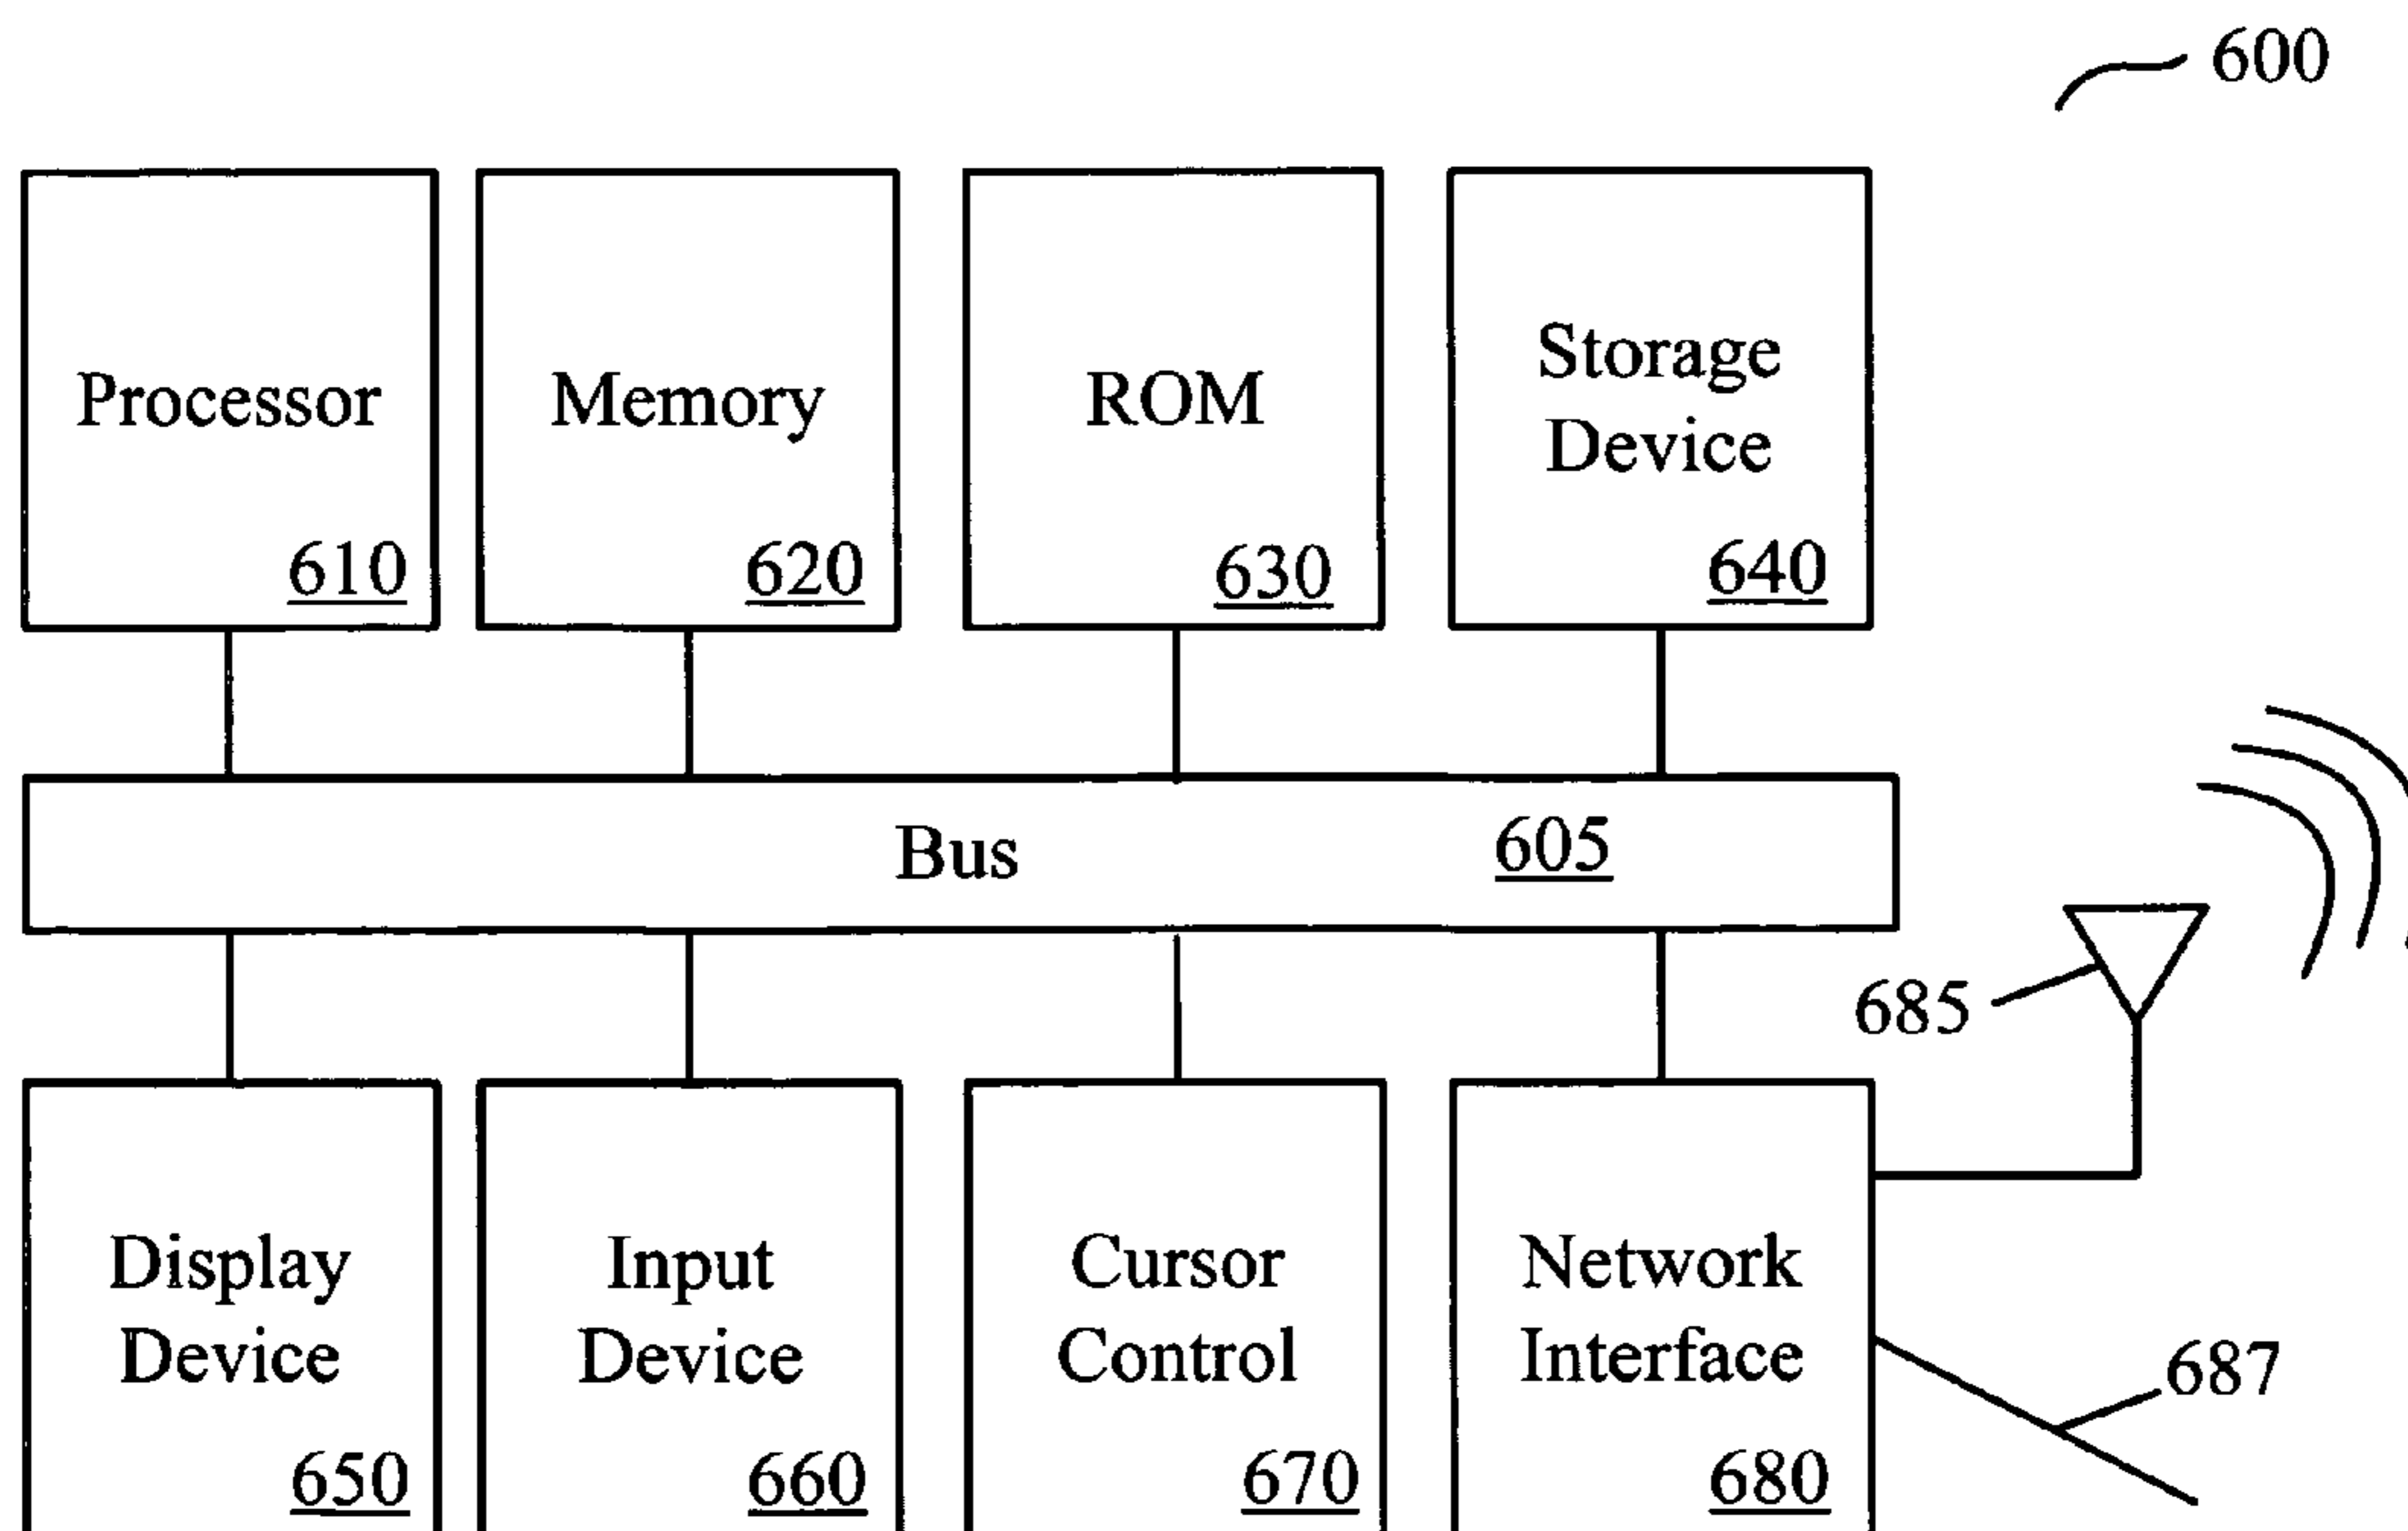 600
Processor
610
Memory
620
ROM
630
Storage
Device
640
Bus
605
685
Display
Device
650
Input
Device
660
Cursor
Control
670
Network
Interface
680
687